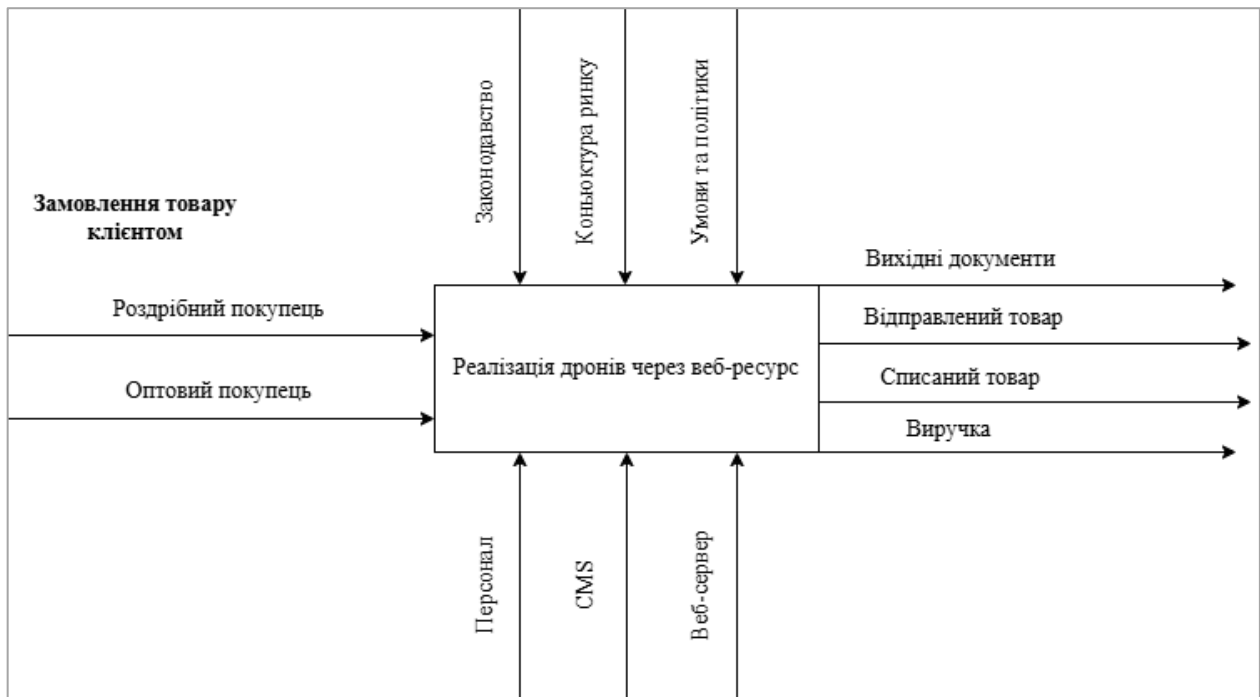 Законодавство
Коньюктура ринку
Умови та політики
Замовлення товару
клієнтом
Роздрібний покупець
Оптовий покупець
Реалізація дронів через веб-ресурс
Вихідні документи
Відправлений товар
Списаний товар
Виручка
Персонал
CMS
Веб-сервер